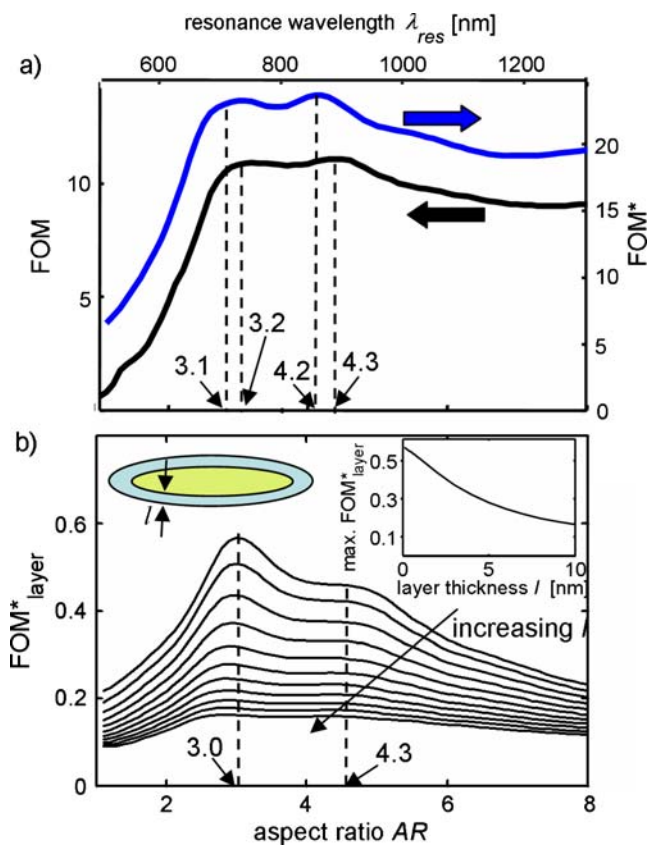 resonance wavelength λres [nm]
a)
600 800 1000 1200
FOM
10
5
20
15
10
5
0
FOM*
3.1
3.2
4.2
4.3
b)
l
FOM*layer
0.6
0.4
0.2
0
max. FOM*layer
0.5
0.3
0.1
0 5 10
layer thickness l [nm]
increasing l
3.0
4.3
2 4 6 8
aspect ratio AR